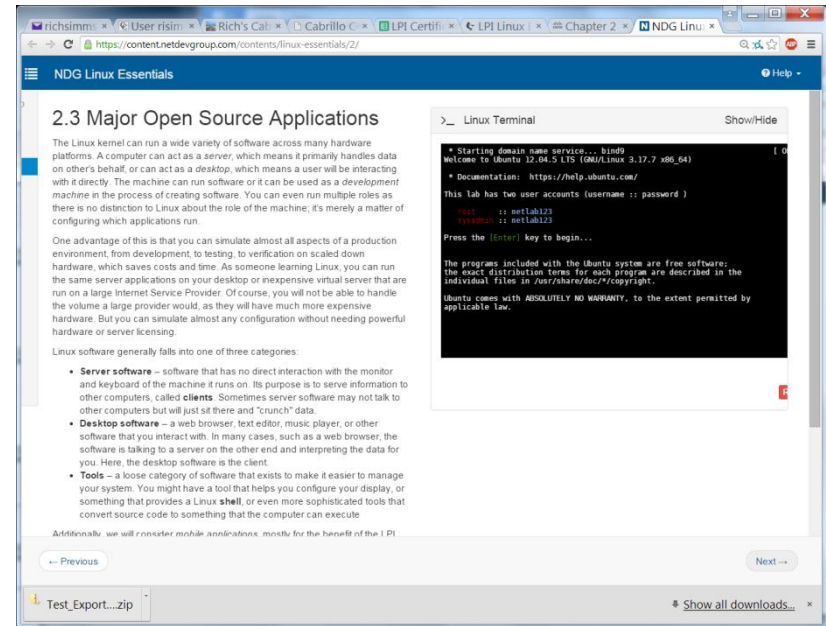 richsimms
User risim
Rich's Cab
Cabrillo C
LPI Certifi
LPI Linux
Chapter 2
NDG Linu
https://content.netdevgroup.com/contents/linux-essentials/2/
NDG Linux Essentials
Help
2.3 Major Open Source Applications
The Linux kernel can run a wide variety of software across many hardware
platforms. A computer can act as a server, which means it primarily handles data
on other's behalf, or can act as a desktop, which means a user will be interacting
with it directly. The machine can run software or it can be used as a development
machine in the process of creating software. You can even run multiple roles as
there is no distinction to Linux about the role of the machine; it's merely a matter of
configuring which applications run.
One advantage of this is that you can simulate almost all aspects of a production
environment, from development, to testing, to verification on scaled down
hardware, which saves costs and time. As someone learning Linux, you can run
the same server applications on your desktop or inexpensive virtual server that are
run on a large Internet Service Provider. Of course, you will not be able to handle
the volume a large provider would, as they will have much more expensive
hardware. But you can simulate almost any configuration without needing powerful
hardware or server licensing.
Linux software generally falls into one of three categories:
• Server software – software that has no direct interaction with the monitor
and keyboard of the machine it runs on. Its purpose is to serve information to
other computers, called clients. Sometimes server software may not talk to
other computers but will just sit there and "crunch" data.
• Desktop software – a web browser, text editor, music player, or other
software that you interact with. In many cases, such as a web browser, the
software is talking to a server on the other end and interpreting the data for
you. Here, the desktop software is the client.
• Tools – a loose category of software that exists to make it easier to manage
your system. You might have a tool that helps you configure your display, or
something that provides a Linux shell, or even more sophisticated tools that
convert source code to something that the computer can execute
Additionally, we will consider mobile applications, mostly for the benefit of the LPI
>_ Linux Terminal
Show/Hide
* Starting domain name service... bind9 [ O
Welcome to Ubuntu 12.04.5 LTS (GNU/Linux 3.17.7 x86_64)
* Documentation: https://help.ubuntu.com/
This lab has two user accounts (username :: password )
:: netlab123
sysadmin :: netlab123
Press the [Enter] key to begin...
The programs included with the Ubuntu system are free software;
the exact distribution terms for each program are described in the
individual files in /usr/share/doc/*/copyright.
Ubuntu comes with ABSOLUTELY NO WARRANTY, to the extent permitted by
applicable law.
← Previous
Next →
Test_Export....zip
Show all downloads...